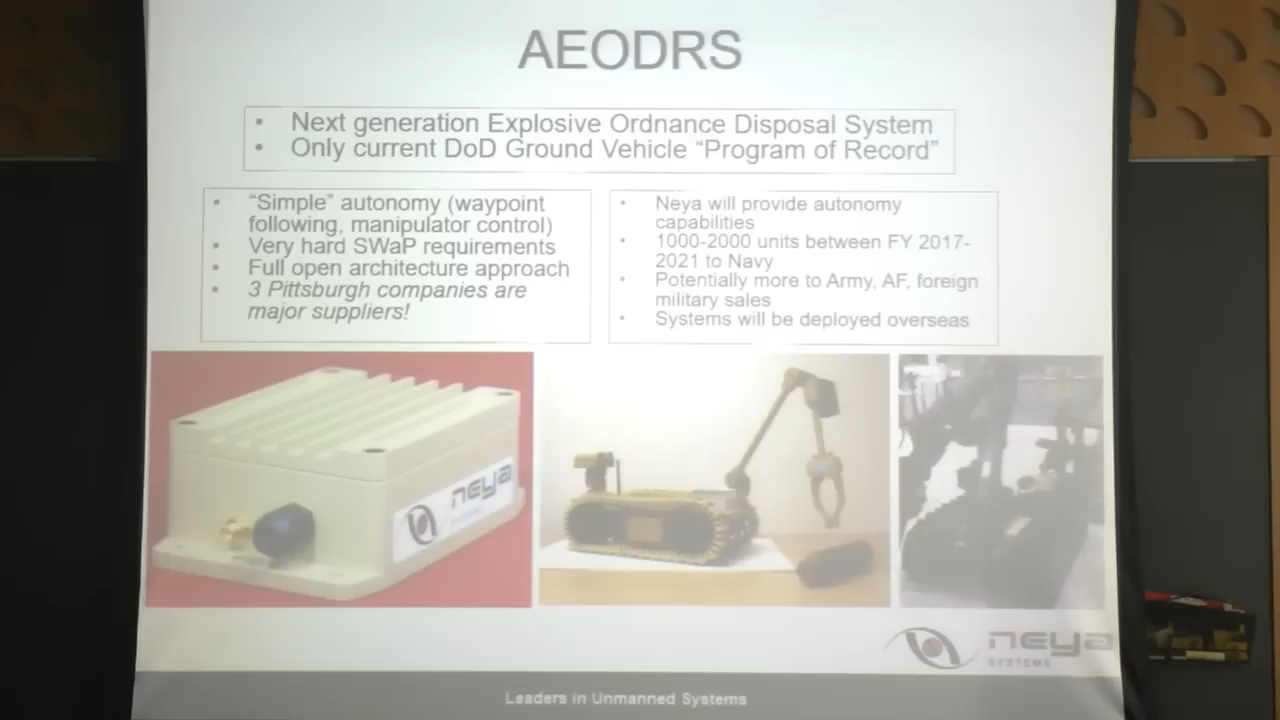 AEODRS
• Next generation Explosive Ordnance Disposal System
• Only current DoD Ground Vehicle “Program of Record”
• “Simple” autonomy (waypoint
following, manipulator control)
• Very hard SWaP requirements
• Full open architecture approach
• 3 Pittsburgh companies are
major suppliers!
• Neya will provide autonomy
capabilities
• 1000-2000 units between FY 2017-
2021 to Navy
• Potentially more to Army, AF, foreign
military sales
• Systems will be deployed overseas
neya
neya
SYSTEMS
Leaders in Unmanned Systems